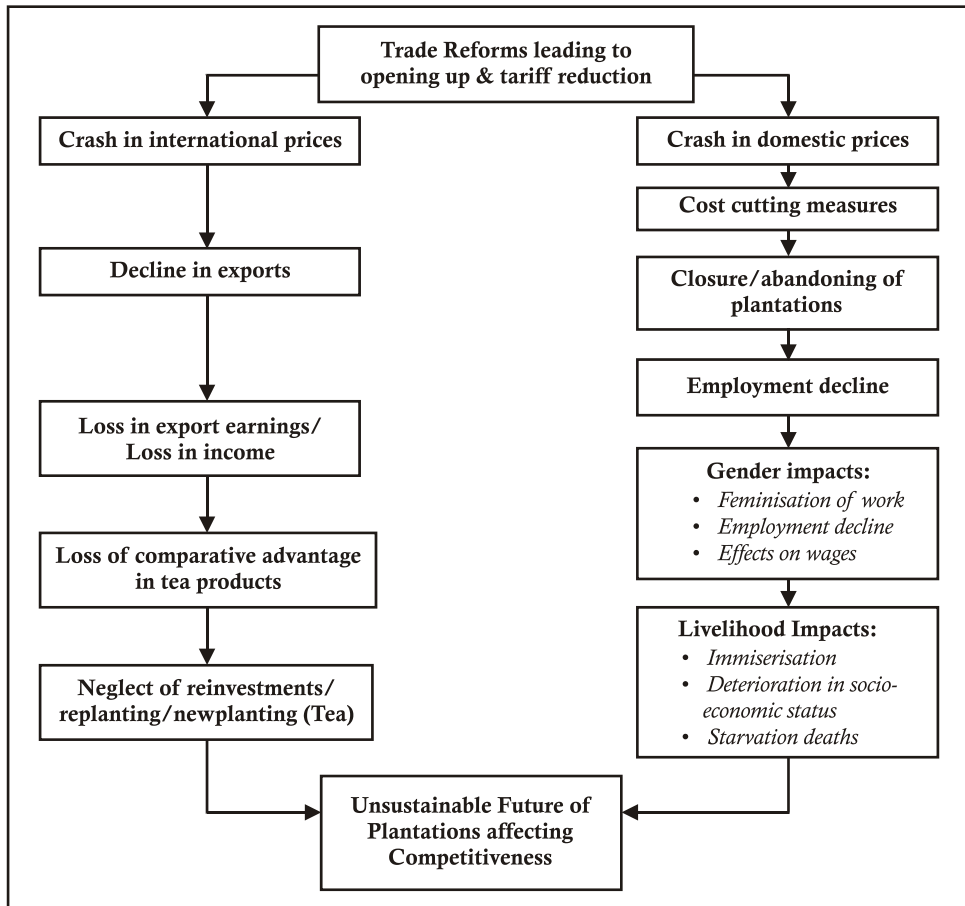 Trade Reforms leading to
opening up & tariff reduction
Crash in international prices
Decline in exports
Loss in export earnings/
Loss in income
Loss of comparative advantage
in tea products
Neglect of reinvestments/
replanting/newplanting (Tea)
Crash in domestic prices
Cost cutting measures
Closure/abandoning of
plantations
Employment decline
Gender impacts:
• Feminisation of work
• Employment decline
• Effects on wages
Livelihood Impacts:
• Immiserisation
• Deterioration in socio-
economic status
• Starvation deaths
Unsustainable Future of
Plantations affecting
Competitiveness